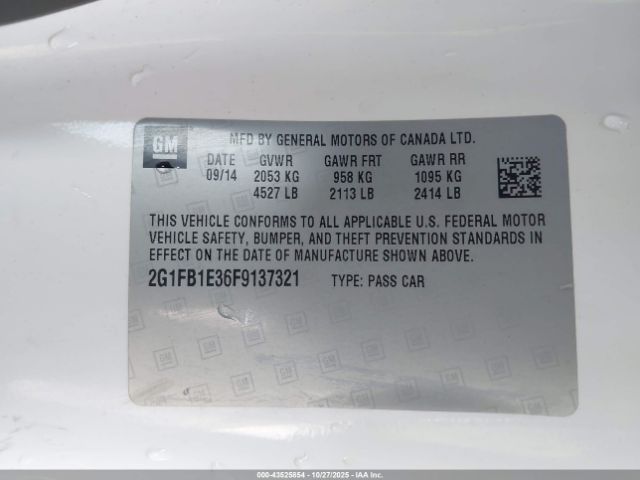 GM
MFD BY GENERAL MOTORS OF CANADA LTD.
DATE GVWR GAWR FRT GAWR RR
09/14 2053 KG 958 KG 1095 KG
4527 LB 2113 LB 2414 LB
THIS VEHICLE CONFORMS TO ALL APPLICABLE U.S. FEDERAL MOTOR
VEHICLE SAFETY, BUMPER, AND THEFT PREVENTION STANDARDS IN
EFFECT ON THE DATE OF MANUFACTURE SHOWN ABOVE.
2G1FB1E36F9137321 TYPE: PASS CAR
000-43525854 - 10/27/2025 - IAA Inc.